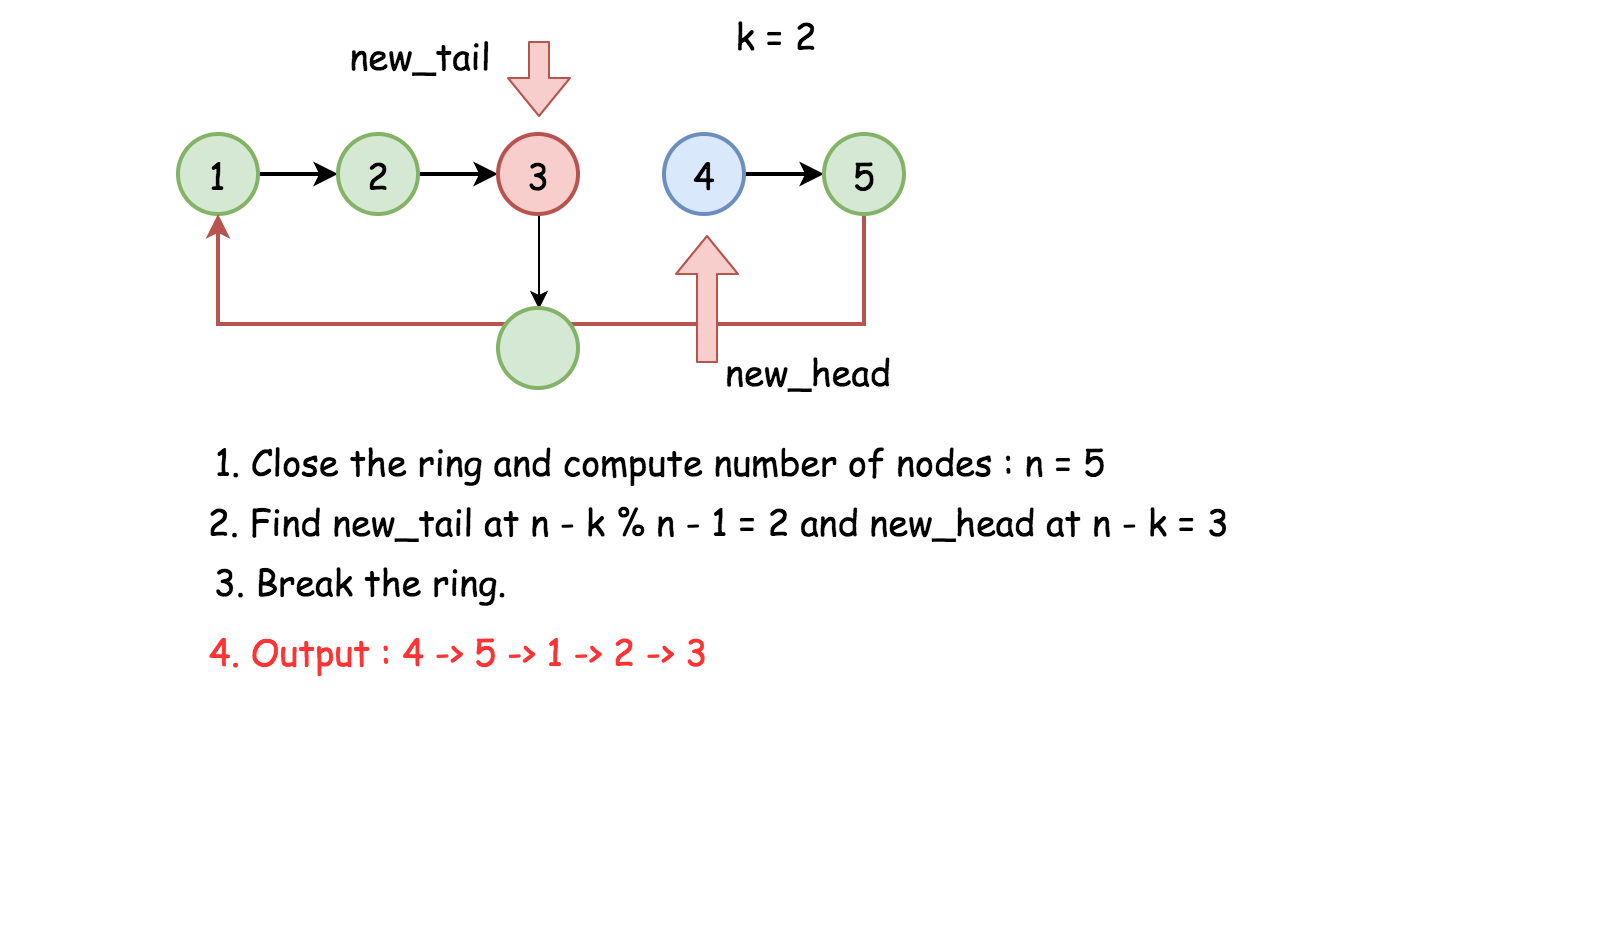 k = 2
new_tail
1
2
3
4
5
new_head
1. Close the ring and compute number of nodes : n = 5
2. Find new_tail at n - k % n - 1 = 2 and new_head at n - k = 3
3. Break the ring.
4. Output : 4 -> 5 -> 1 -> 2 -> 3